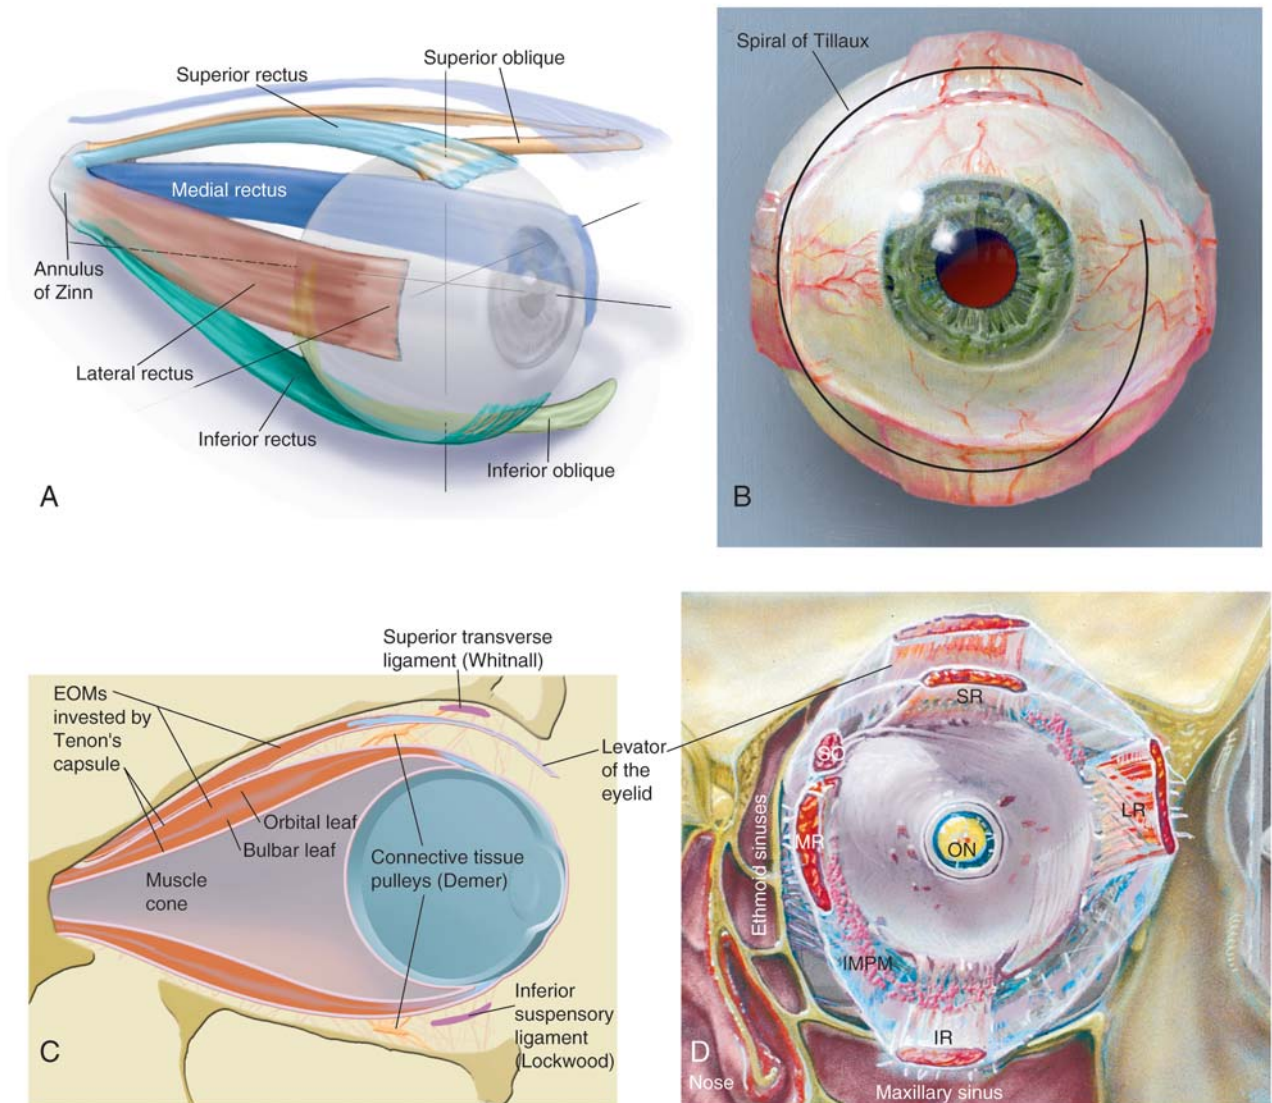 Superior rectus
Superior oblique
Medial rectus
Annulus
of Zinn
Lateral rectus
Inferior rectus
Inferior oblique
A
Spiral of Tillaux
B
Superior transverse
ligament (Whitnall)
EOMs
invested by
Tenon's
capsule
Orbital leaf
Bulbar leaf
Muscle
cone
Connective tissue
pulleys (Demer)
Levator
of the
eyelid
Inferior
suspensory
ligament
(Lockwood)
C
SR
SO
MR
LR
ON
IMPM
IR
Ethmoid sinuses
Nose
Maxillary sinus
D